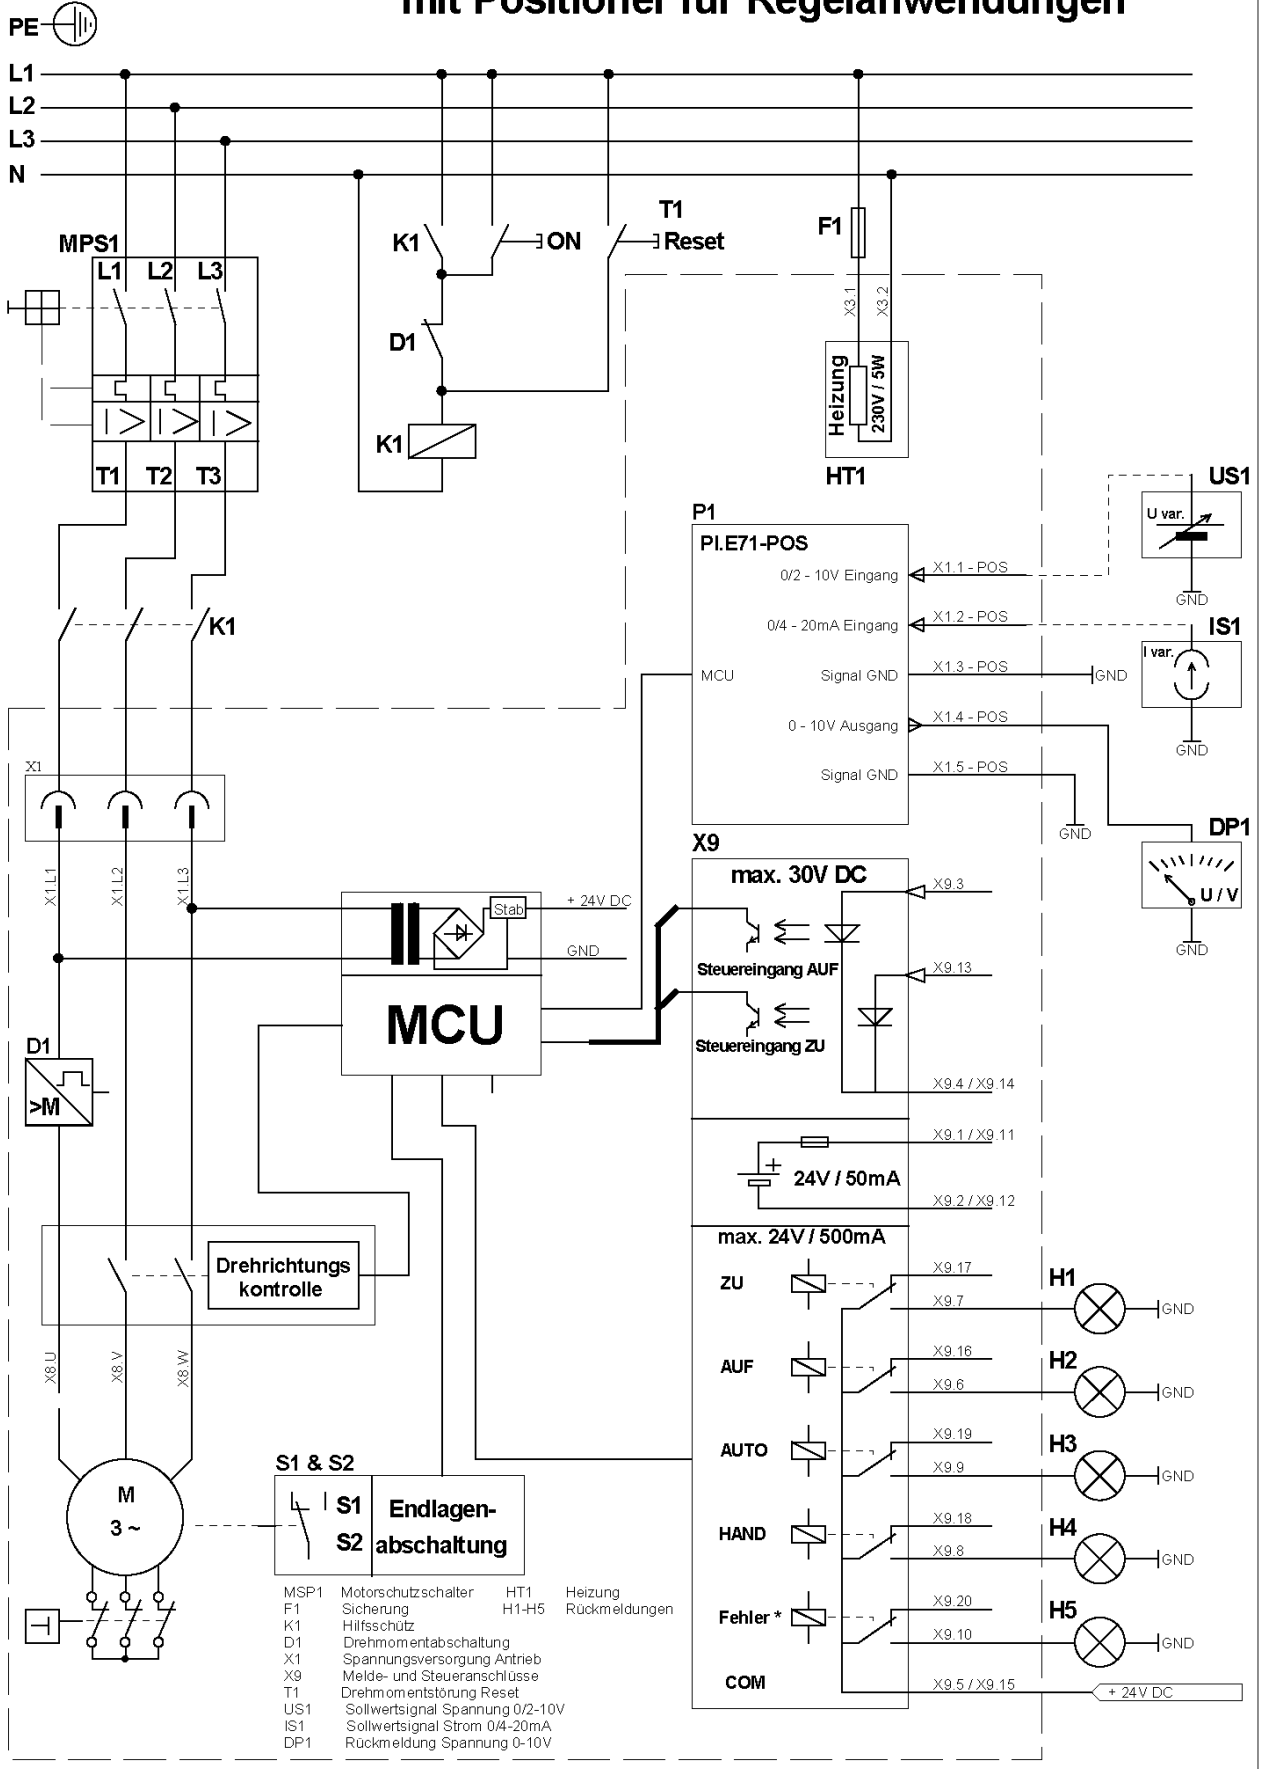 mit Positioner für Regelanwendungen
PE
L1
L2
L3
N
MPS1
L1 L2 L3
T1 T2 T3
K1
ON
T1
Reset
D1
K1
F1
X3.1
X3.2
Heizung
230V / 5W
HT1
K1
P1
PI.E71-POS
0/2 - 10V Eingang
X1.1 - POS
0/4 - 20mA Eingang
X1.2 - POS
MCU
Signal GND
X1.3 - POS
GND
0 - 10V Ausgang
X1.4 - POS
Signal GND
X1.5 - POS
GND
US1
U var.
GND
IS1
I var.
GND
DP1
U / V
GND
X1
X1.L1
X1.L2
X1.L3
Stab
+ 24V DC
GND
MCU
D1
>M
X9
max. 30V DC
X9.3
Steuereingang AUF
X9.13
Steuereingang ZU
X9.4 / X9.14
X9.1 / X9.11
+
24V / 50mA
X9.2 / X9.12
max. 24V / 500mA
Drehrichtungs
kontrolle
X8.U
X8.V
X8.W
ZU
X9.17
X9.7
H1
GND
AUF
X9.16
X9.6
H2
GND
AUTO
X9.19
X9.9
H3
GND
HAND
X9.18
X9.8
H4
GND
Fehler *
X9.20
X9.10
H5
GND
COM
X9.5 / X9.15
+ 24V DC
M
3 ~
S1 & S2
S1
S2
Endlagen-
abschaltung
MSP1 Motorschutzschalter HT1 Heizung
F1 Sicherung H1-H5 Rückmeldungen
K1 Hilfsschütz
D1 Drehmomentabschaltung
X1 Spannungsversorgung Antrieb
X9 Melde- und Steueranschlüsse
T1 Drehmomentstörung Reset
US1 Sollwertsignal Spannung 0/2-10V
IS1 Sollwertsignal Strom 0/4-20mA
DP1 Rückmeldung Spannung 0-10V